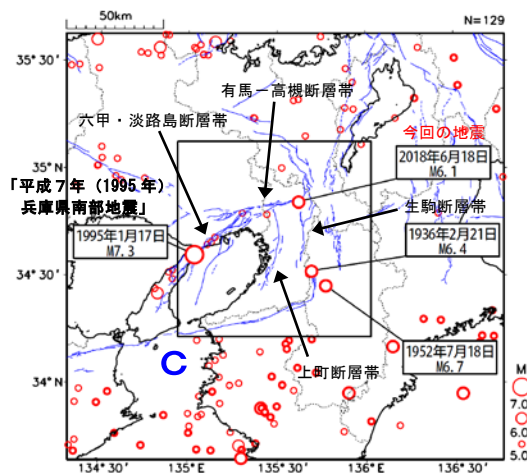 50km
N=129
35°30'
有馬ー高槻断層帯
六甲・淡路島断層帯
今回の地震
35°N
2018年6月18日
M6.1
「平成7年（1995年）
兵庫県南部地震」
生駒断層帯
1995年1月17日
M7.3
1936年2月21日
M6.4
34°30'
1952年7月18日
M6.7
C
上町断層帯
34°N
M
7.0
6.0
5.0
134°30'
135°E
135°30'
136°E
136°30'